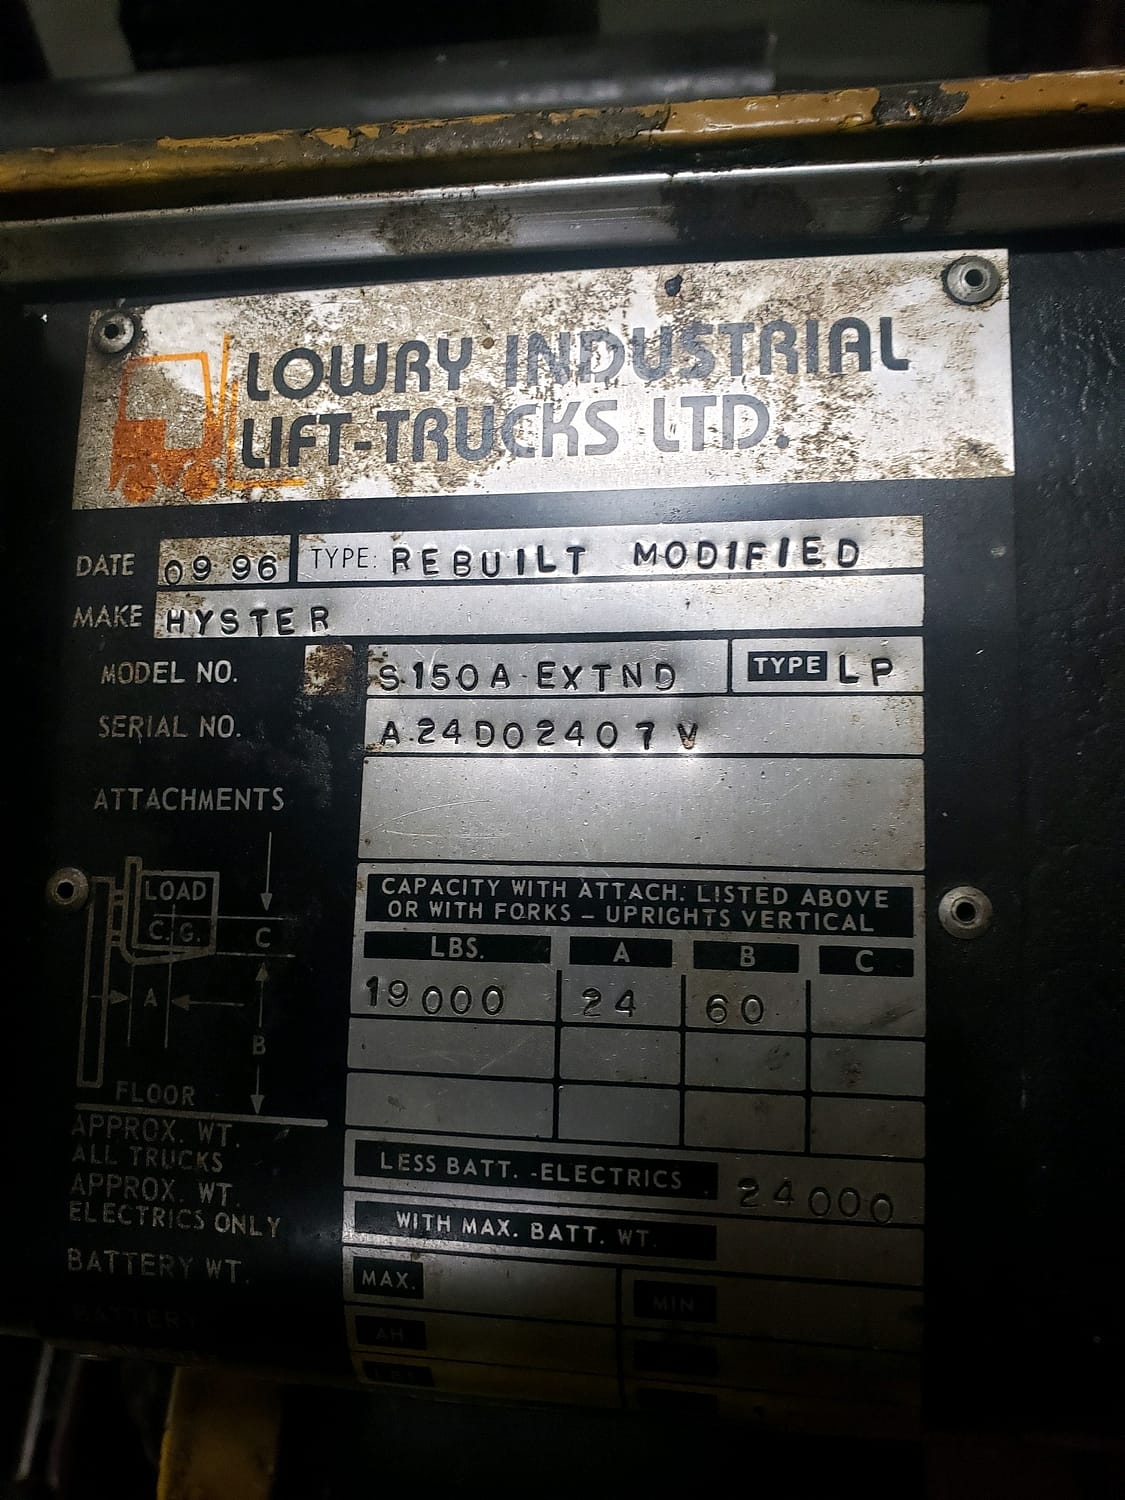 LOWRY INDUSTRIAL
LIFT-TRUCKS LTD.
DATE 09 96 TYPE: REBUILT MODIFIED
MAKE HYSTER
MODEL NO. S.150A-EXTND TYPE LP
SERIAL NO. A.24D02407V
ATTACHMENTS
LOAD
C.G.
C
A
B
FLOOR
CAPACITY WITH ATTACH. LISTED ABOVE
OR WITH FORKS – UPRIGHTS VERTICAL
LBS. A B C
19000 24 60
APPROX. WT.
ALL TRUCKS
LESS BATT. -ELECTRICS 24000
APPROX. WT.
ELECTRICS ONLY
WITH MAX. BATT. WT.
BATTERY WT. MAX. MIN
BATTERY AH